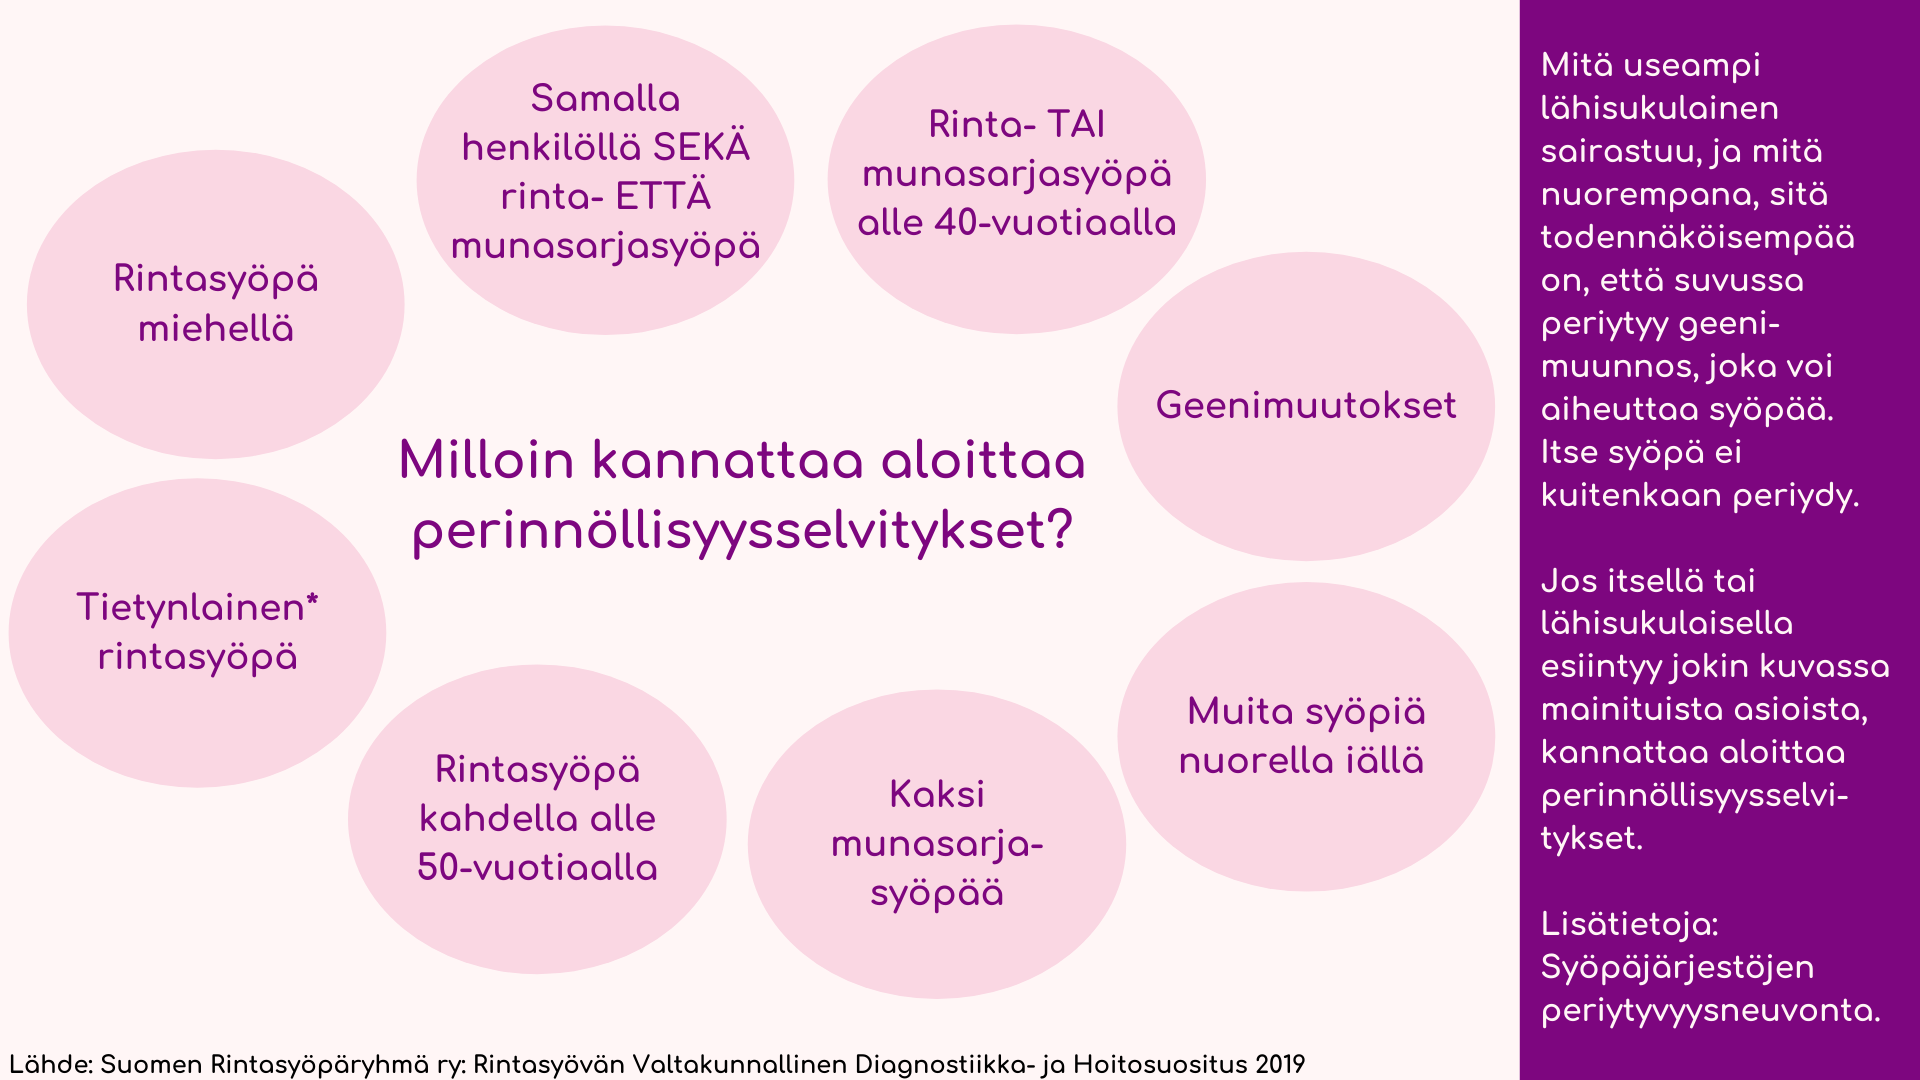 Samalla
henkilöllä SEKÄ
rinta- ETTÄ
munasarjasyöpä
Rinta- TAI
munasarjasyöpä
alle 40-vuotiaalla
Rintasyöpä
miehellä
Geenimuutokset
Milloin kannattaa aloittaa
perinnöllisyysselvitykset?
Tietynlainen*
rintasyöpä
Muita syöpiä
nuorella iällä
Rintasyöpä
kahdella alle
50-vuotiaalla
Kaksi
munasarja-
syöpää
Mitä useampi
lähisukulainen
sairastuu, ja mitä
nuorempana, sitä
todennäköisempää
on, että suvussa
periytyy geeni-
muunnos, joka voi
aiheuttaa syöpää.
Itse syöpä ei
kuitenkaan periydy.
Jos itsellä tai
lähisukulaisella
esiintyy jokin kuvassa
mainituista asioista,
kannattaa aloittaa
perinnöllisyysselvi-
tykset.
Lisätietoja:
Syöpäjärjestöjen
periytyvyysneuvonta.
Lähde: Suomen Rintasyöpäryhmä ry: Rintasyövän Valtakunnallinen Diagnostiikka- ja Hoitosuositus 2019